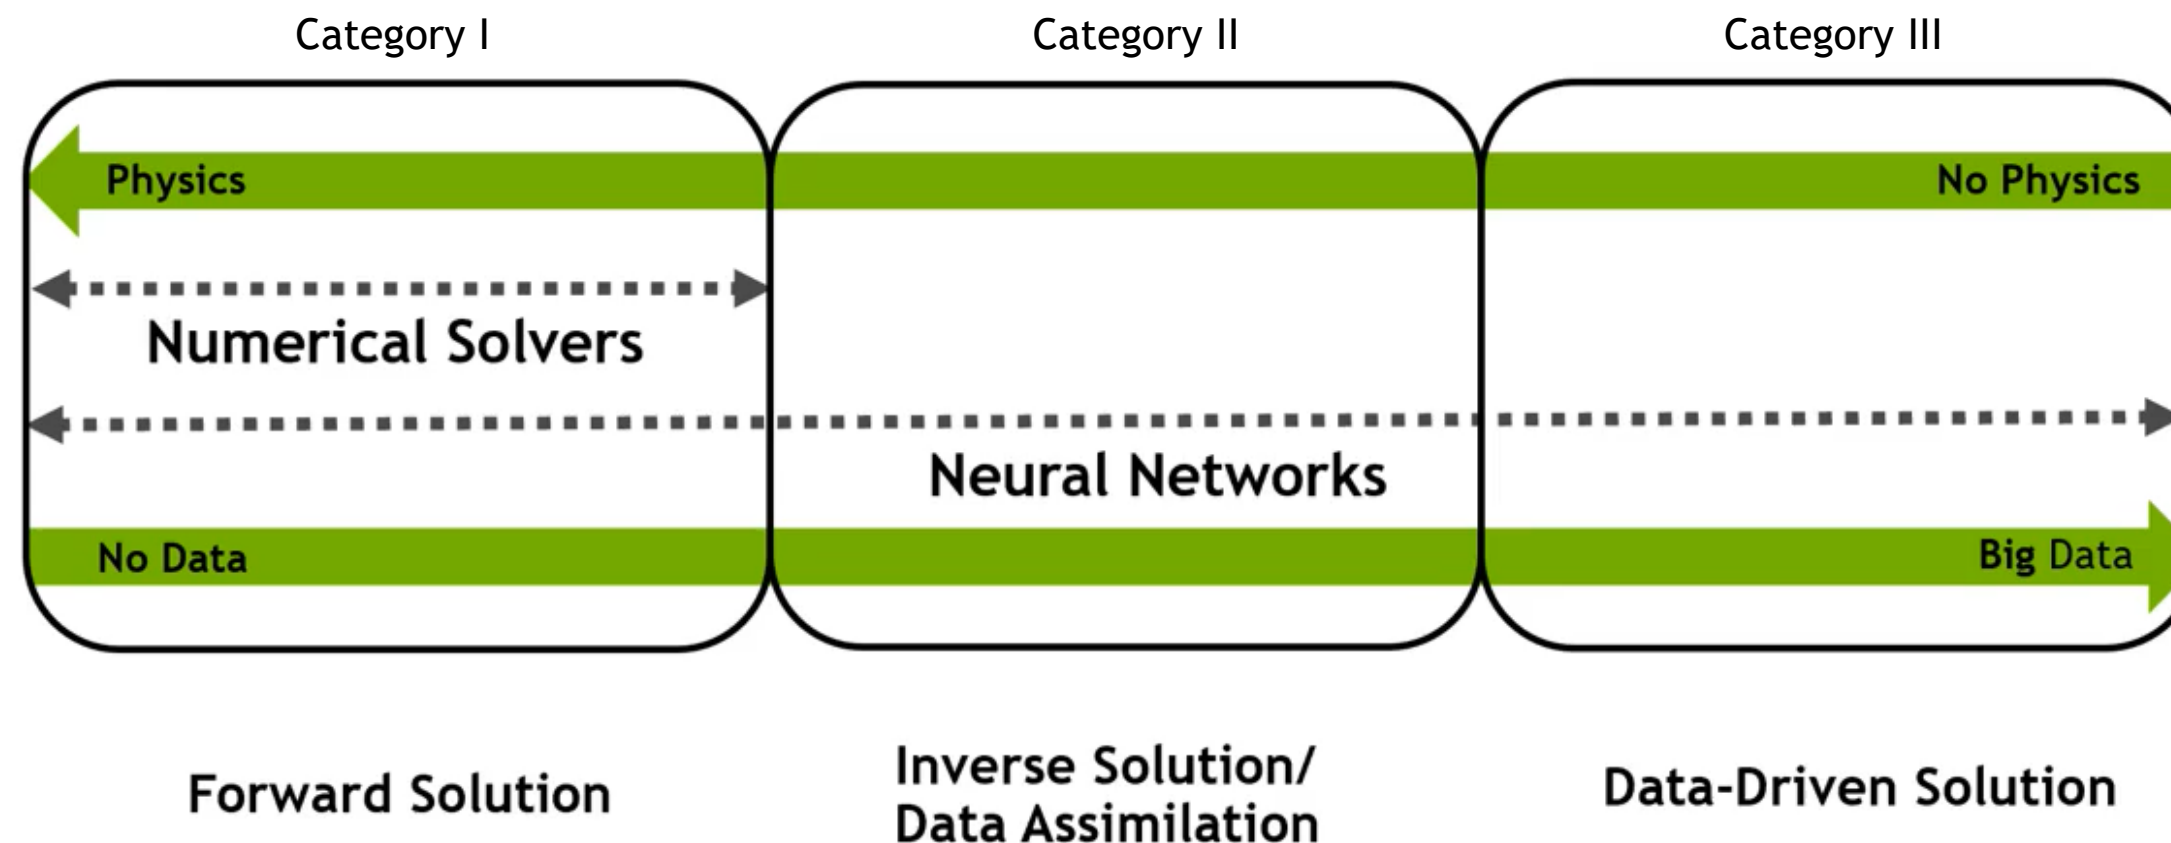 Category I
Category II
Category III
Physics
No Physics
Numerical Solvers
Neural Networks
No Data
Big Data
Forward Solution
Inverse Solution/
Data Assimilation
Data-Driven Solution